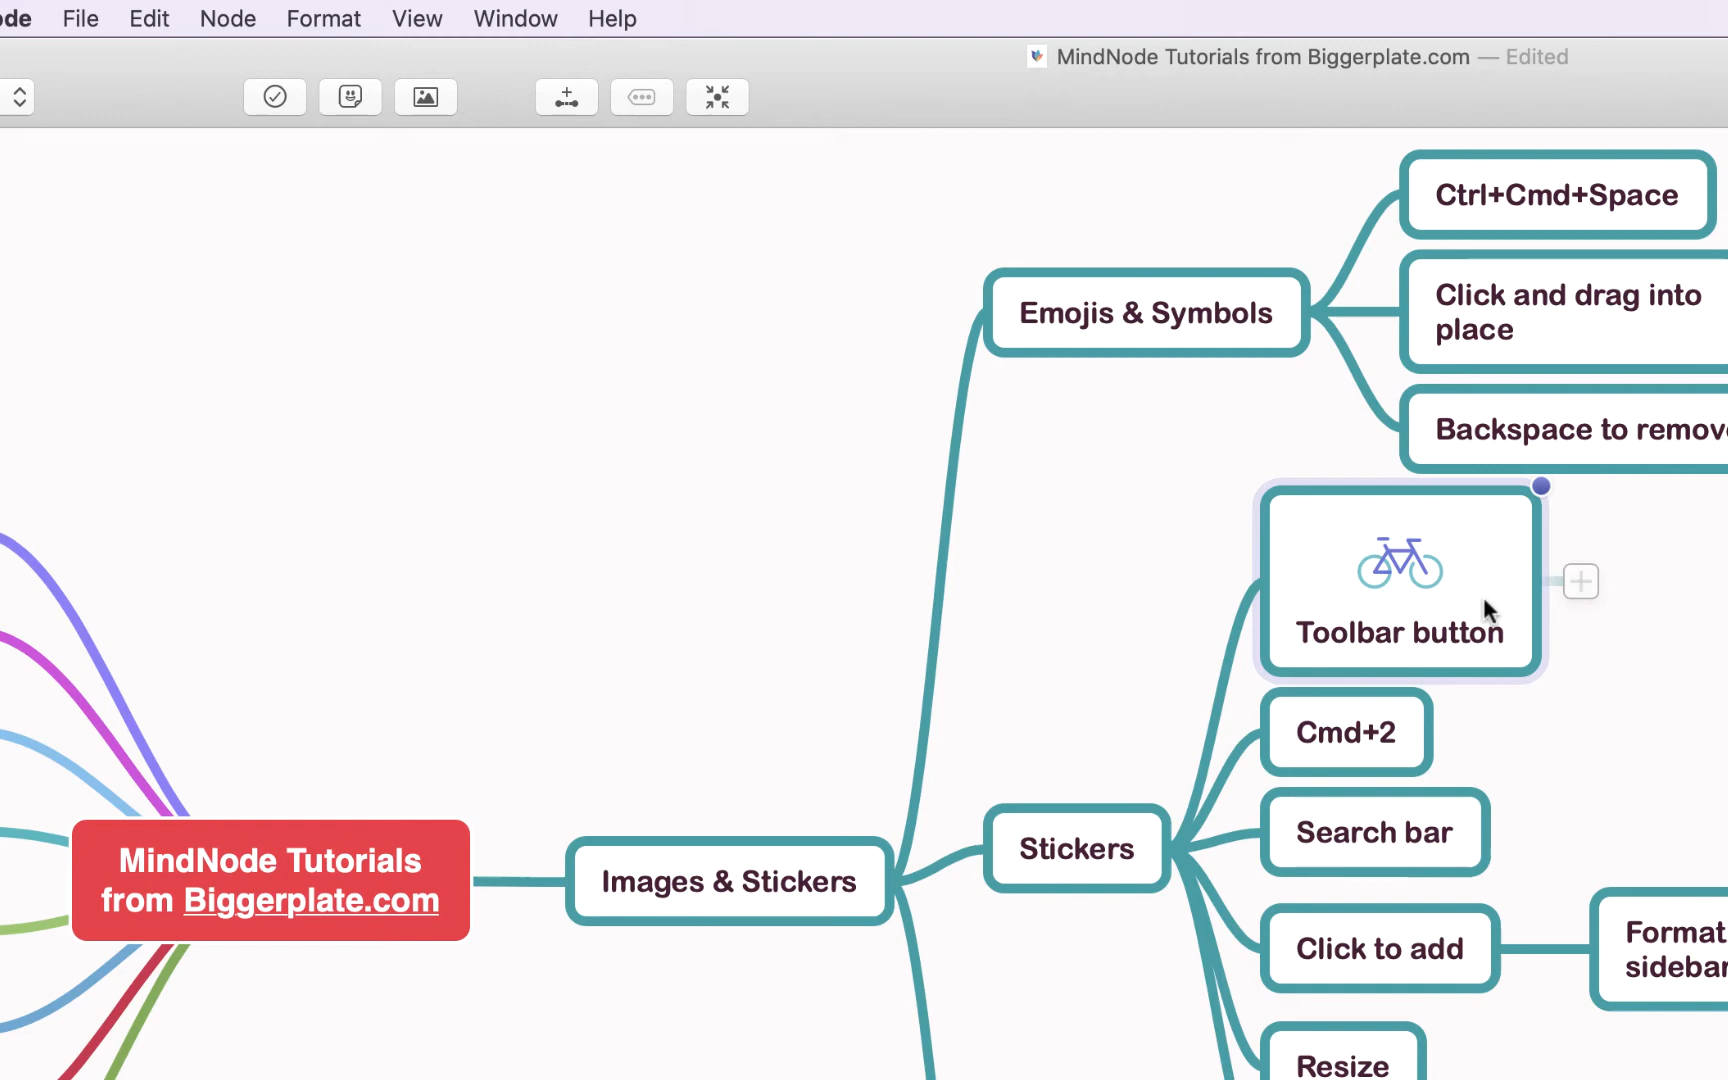 de File Edit Node Format View Window Help
MindNode Tutorials from Biggerplate.com — Edited
Ctrl+Cmd+Space
Click and drag into
place
Emojis & Symbols
Backspace to remov
Toolbar button
Cmd+2
Search bar
Stickers
MindNode Tutorials
from Biggerplate.com
Images & Stickers
Click to add
Format
sidebar
Resize